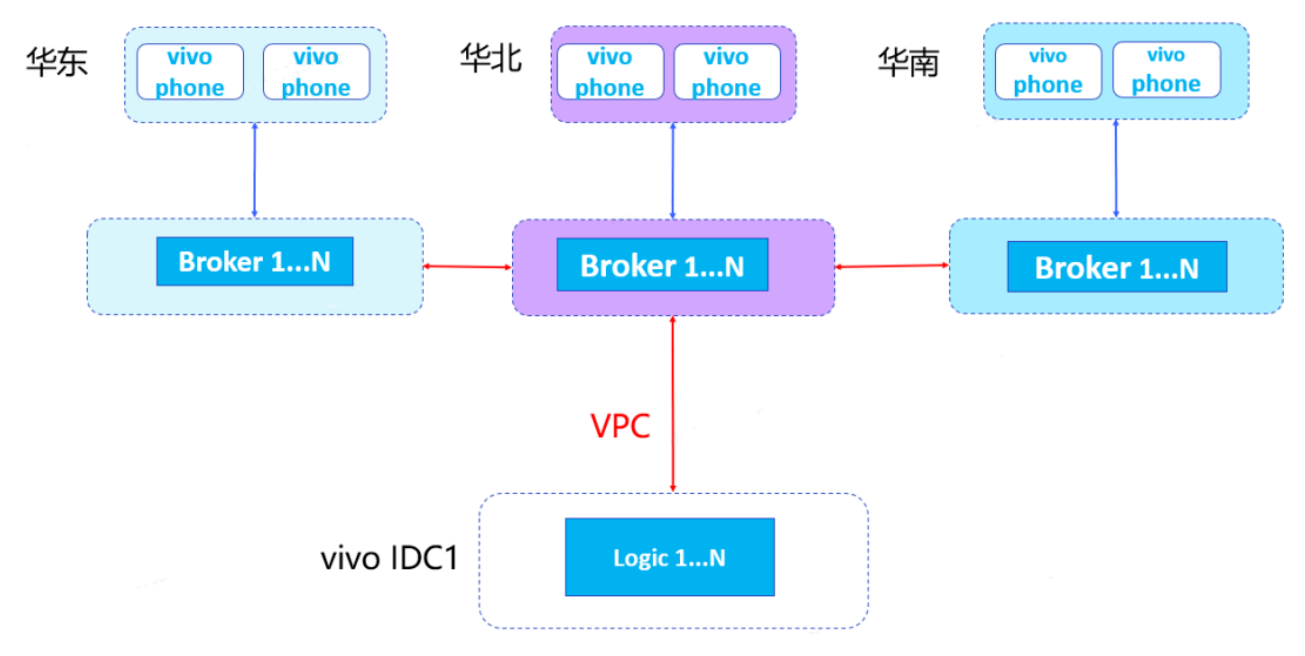 华东
vivo
phone
vivo
phone
华北
vivo
phone
vivo
phone
华南
vivo
phone
vivo
phone
Broker 1...N
Broker 1...N
Broker 1...N
VPC
vivo IDC1
Logic 1...N